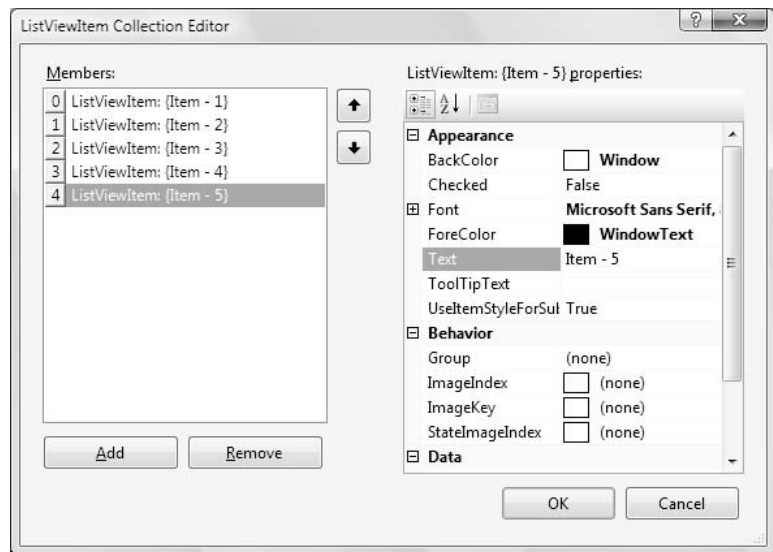 ListViewItem Collection Editor
?
X
Members:
0 ListViewItem: {Item - 1}
1 ListViewItem: {Item - 2}
2 ListViewItem: {Item - 3}
3 ListViewItem: {Item - 4}
4 ListViewItem: {Item - 5}
Add
Remove
ListViewItem: {Item - 5} properties:
A
Z
Appearance
BackColor Window
Checked False
Font Microsoft Sans Serif,
ForeColor WindowText
Text Item - 5
ToolTipText
UseItemStyleForSul True
Behavior
Group (none)
ImageIndex (none)
ImageKey (none)
StateImageIndex (none)
Data
OK
Cancel